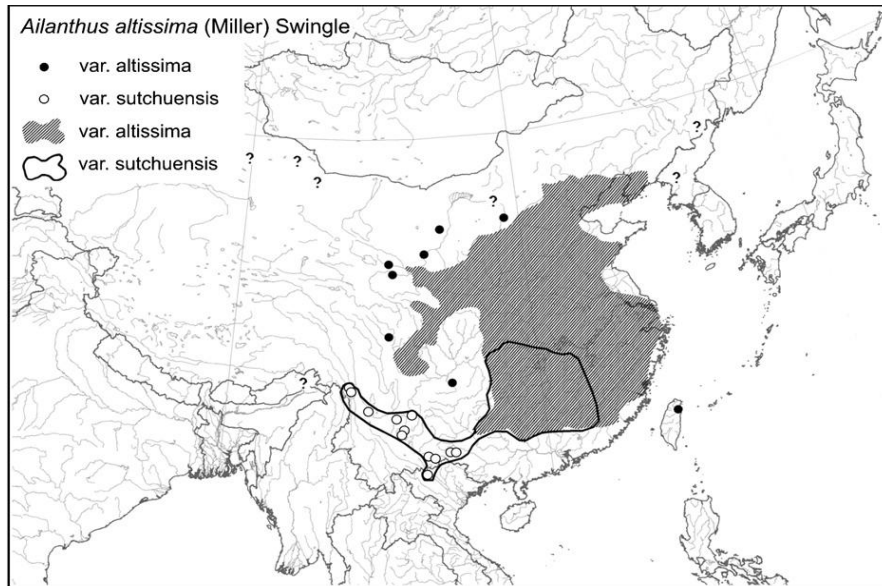 Ailanthus altissima (Miller) Swingle
var. altissima
var. sutchuensis
var. altissima
var. sutchuensis
?
? ?
?
?
?
?